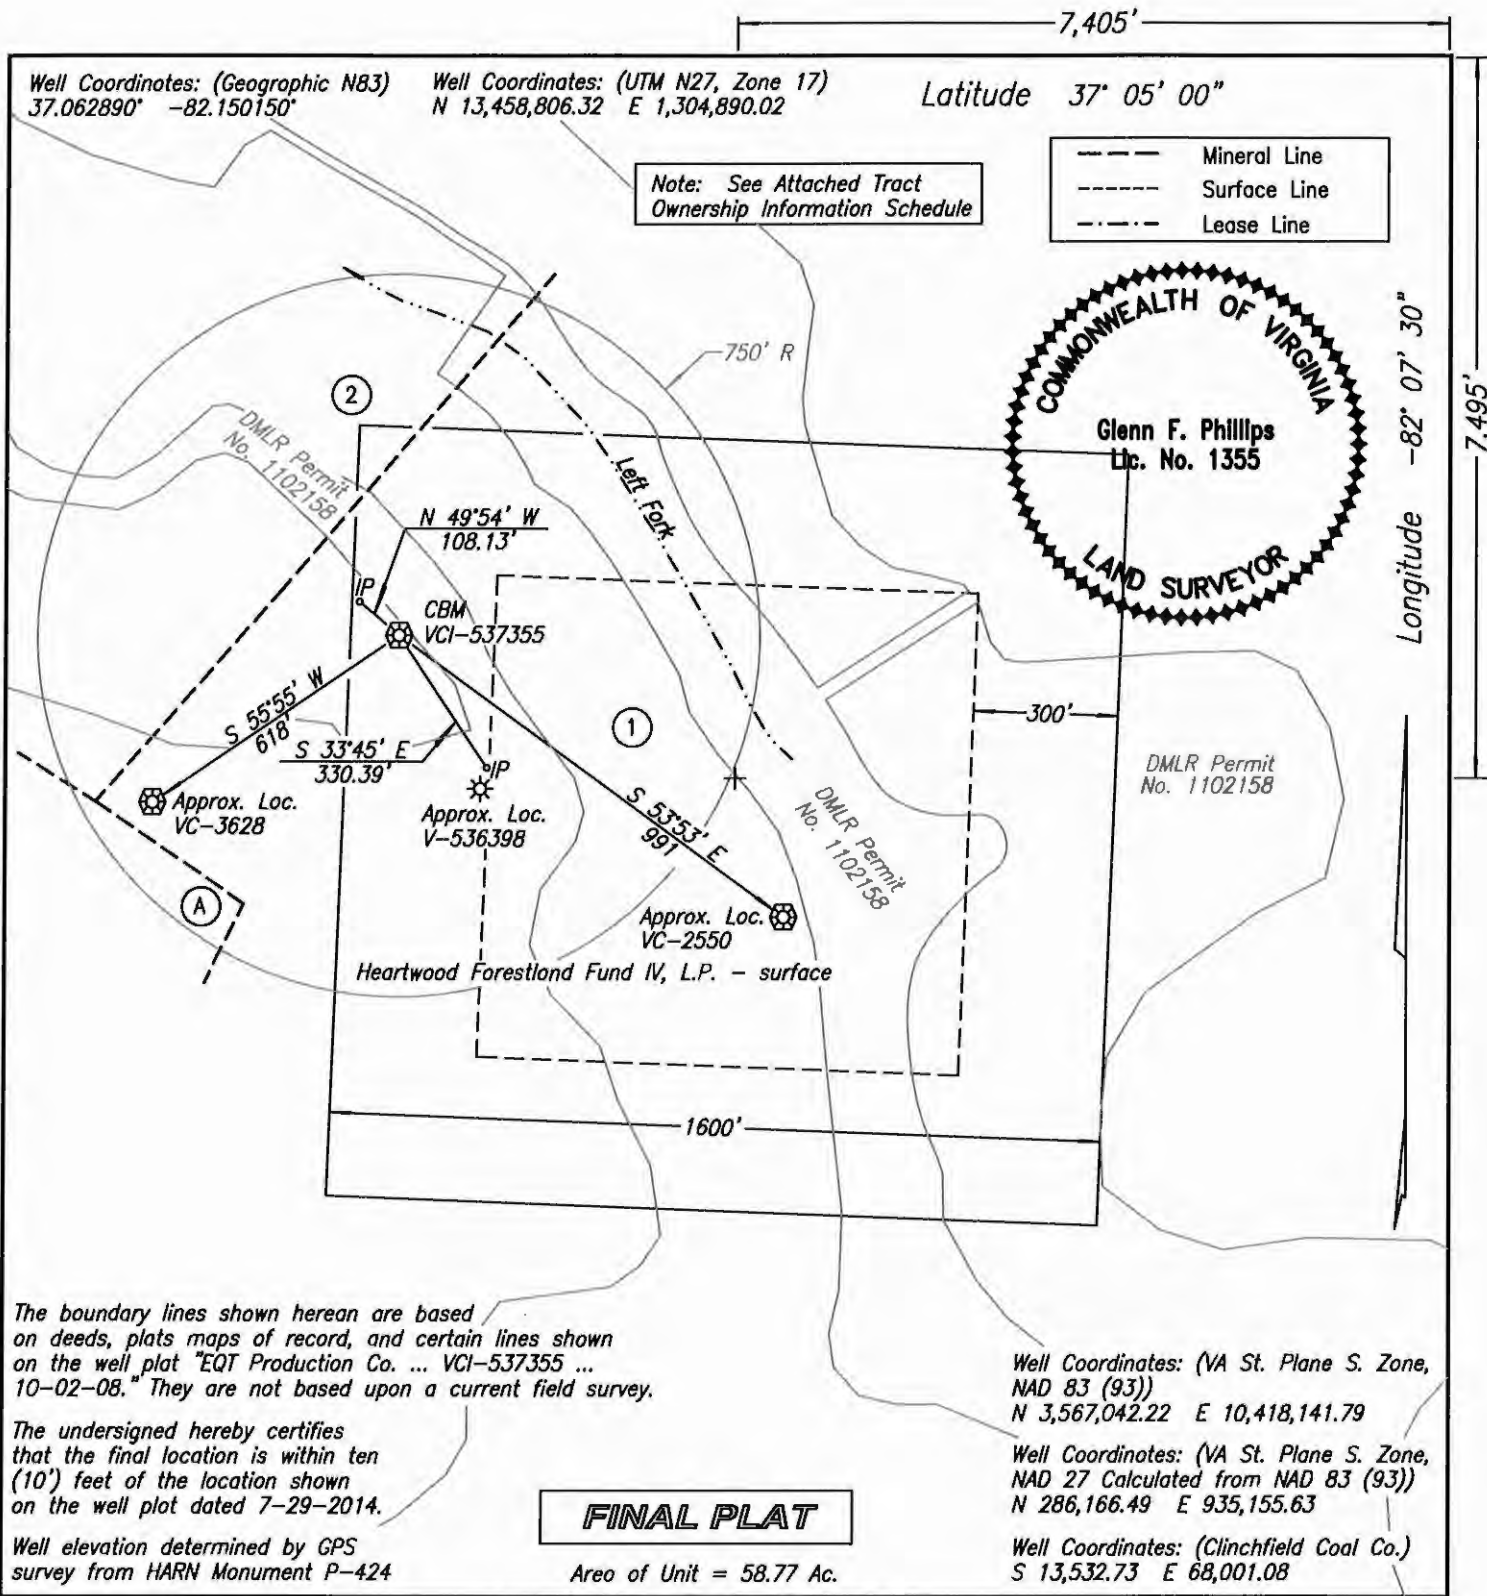 7,405'
Well Coordinotes: (Geographic N83)
37.062890° -82.150150°
Well Coordinates: (UTM N27, Zone 17)
N 13,458,806.32 E 1,304,890.02
Latitude 37° 05' 00"
Note: See Attached Tract
Ownership Information Schedule
Mineral Line
Surface Line
Lease Line
COMMONWEALTH OF VIRGINIA
Glenn F. Phillips
Lic. No. 1355
LAND SURVEYOR
Longitude -82° 07' 30"
7,495'
750' R
2
DMLR Permit
No. 1102158
Left Fork
N 49°54' W
108.13'
IP
CBM
VCI-537355
S 55°55' W
618'
S 33°45' E
330.39'
IP
1
300'
DMLR Permit
No. 1102158
Approx. Loc.
VC-3628
Approx. Loc.
V-536398
S 53°53' E
991'
DMLR Permit
No. 1102158
A
Approx. Loc.
VC-2550
Heartwood Forestland Fund IV, L.P. - surface
1600'
The boundary lines shown herean are based
on deeds, plats maps of record, and certain lines shown
on the well plat "EQT Production Co. ... VCI-537355 ...
10-02-08." They are not based upon a current field survey.
The undersigned hereby certifies
that the final location is within ten
(10') feet of the location shown
on the well plot dated 7-29-2014.
Well elevation determined by GPS
survey from HARN Monument P-424
FINAL PLAT
Areo of Unit = 58.77 Ac.
Well Coordinates: (VA St. Plane S. Zone,
NAD 83 (93))
N 3,567,042.22 E 10,418,141.79
Well Coordinates: (VA St. Plane S. Zone,
NAD 27 Calculated from NAD 83 (93))
N 286,166.49 E 935,155.63
Well Coordinates: (Clinchfield Coal Co.)
S 13,532.73 E 68,001.08